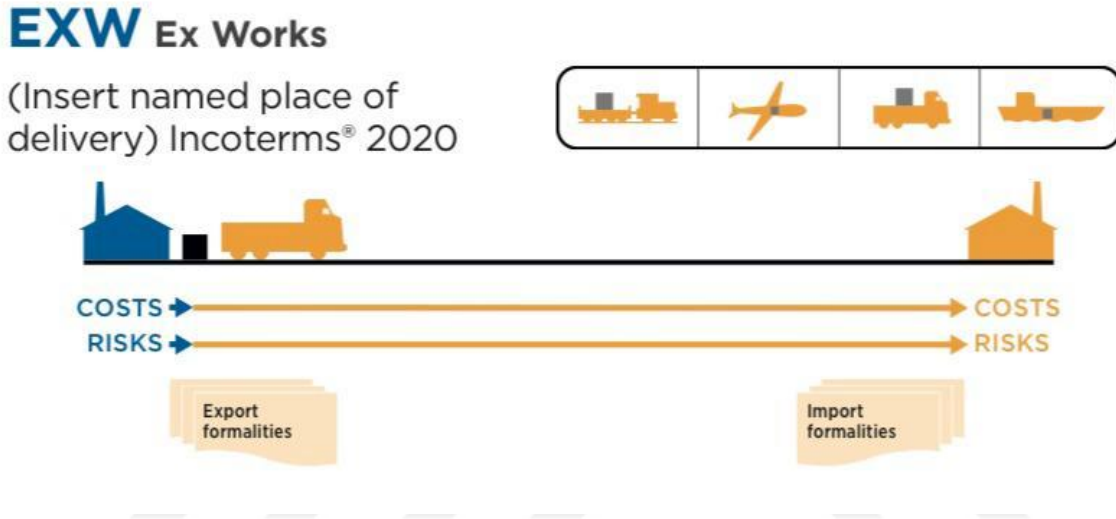 EXW Ex Works
(Insert named place of
delivery) Incoterms® 2020
COSTS COSTS
RISKS RISKS
Export
formalities
Import
formalities